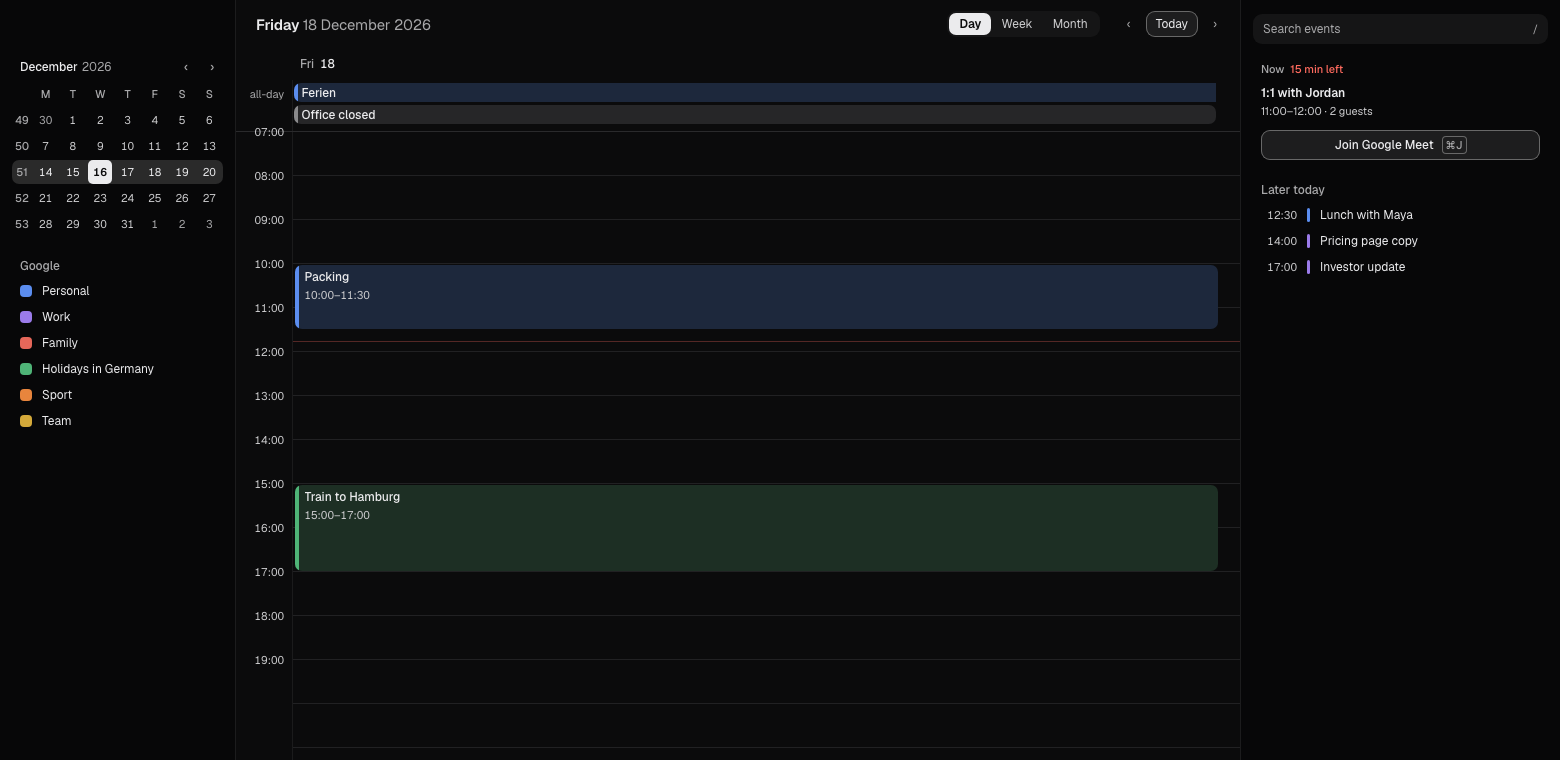 December 2026 ‹ ›
M T W T F S S
49 30 1 2 3 4 5 6
50 7 8 9 10 11 12 13
51 14 15 16 17 18 19 20
52 21 22 23 24 25 26 27
53 28 29 30 31 1 2 3
Google
Personal
Work
Family
Holidays in Germany
Sport
Team
Friday 18 December 2026
Day Week Month ‹ Today ›
Fri 18
all-day
Ferien
Office closed
07:00
08:00
09:00
10:00
Packing
10:00–11:30
11:00
12:00
13:00
14:00
15:00
Train to Hamburg
15:00–17:00
16:00
17:00
18:00
19:00
Search events /
Now 15 min left
1:1 with Jordan
11:00–12:00 · 2 guests
Join Google Meet ⌘J
Later today
12:30 Lunch with Maya
14:00 Pricing page copy
17:00 Investor update